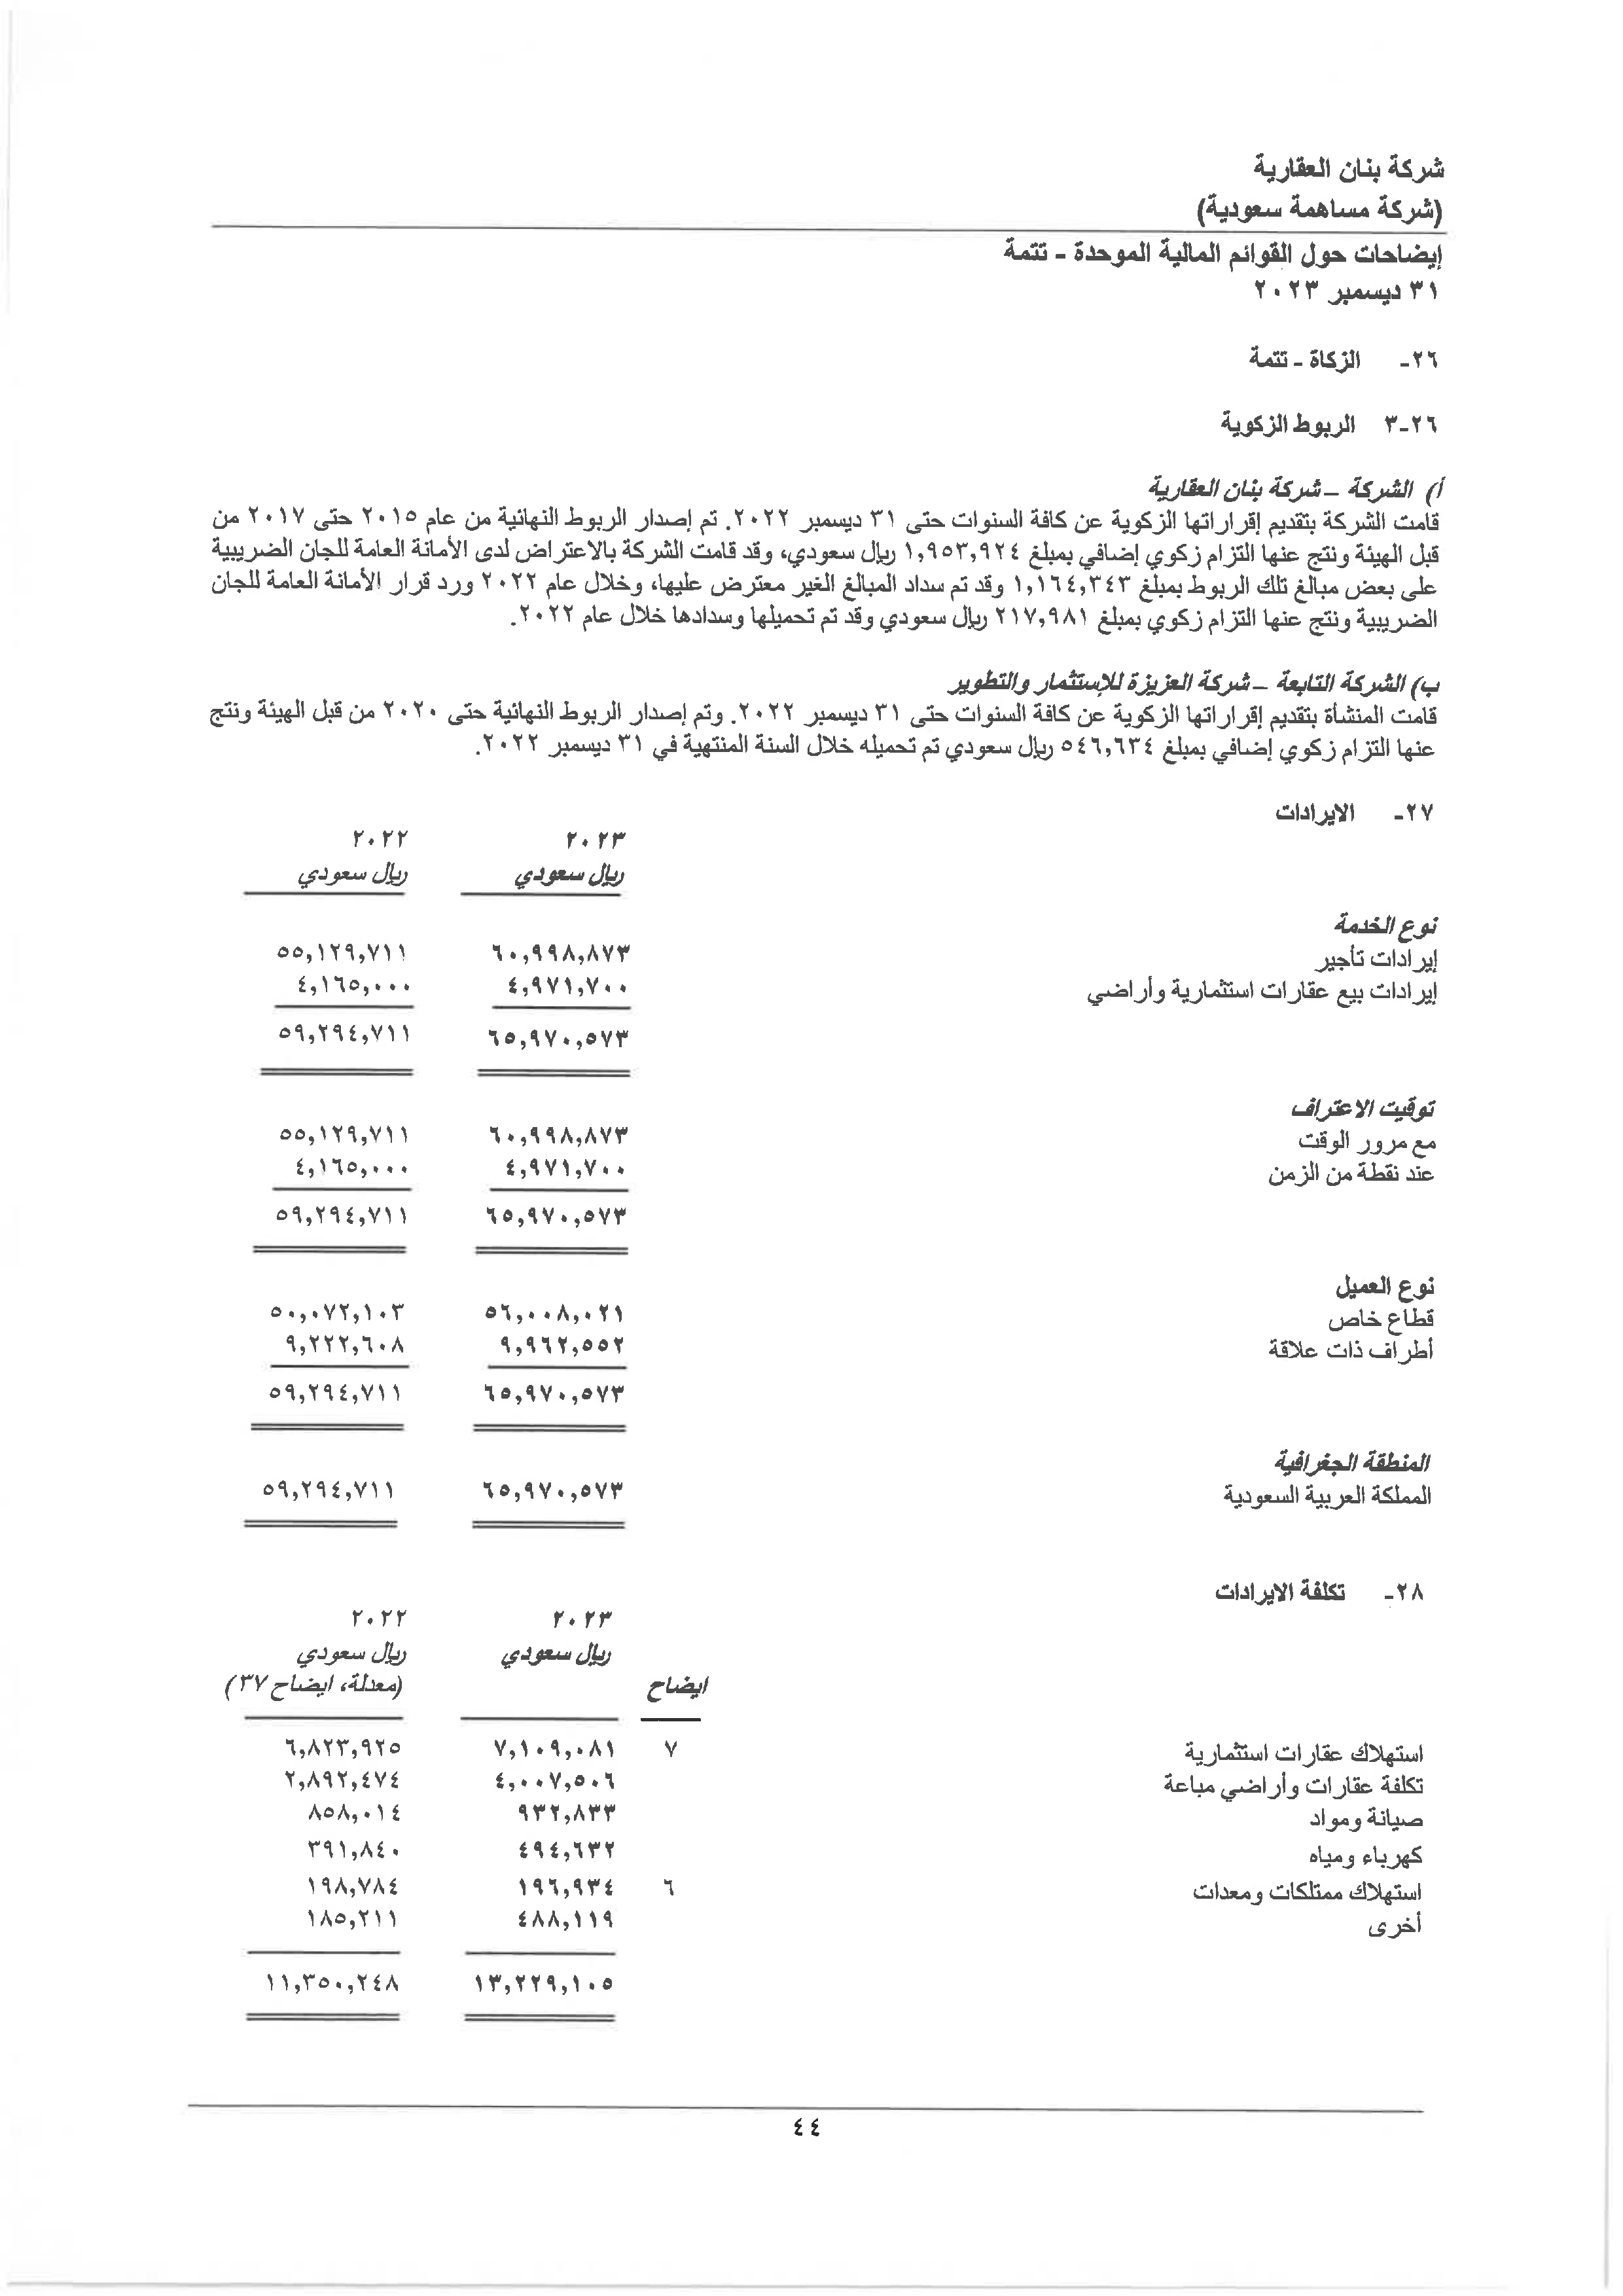 شركة بنان العقارية
(شركة مساهمة سعودية)
إيضاحات حول القوائم المالية الموحدة - تتمة
٣١ ديسمبر ٢٠٢٣
٢٦- الزكاة - تتمة
٢٦-٣ الربوط الزكوية
أ) الشركة – شركة بنان العقارية
قامت الشركة بتقديم إقراراتها الزكوية عن كافة السنوات حتى ٣١ ديسمبر ٢٠٢٢. تم إصدار الربوط النهائية من عام ٢٠١٥ حتى ٢٠١٧ من
قبل الهيئة ونتج عنها التزام زكوي إضافي بمبلغ ١,٩٥٣,٩٢٤ ريال سعودي، وقد قامت الشركة بالاعتراض لدى الأمانة العامة للجان الضريبية
على بعض مبالغ تلك الربوط بمبلغ ١,١٦٤,٣٤٣ وقد تم سداد المبالغ الغير معترض عليها، وخلال عام ٢٠٢٢ ورد قرار الأمانة العامة للجان
الضريبية ونتج عنها التزام زكوي بمبلغ ٢١٧,٩٨١ ريال سعودي وقد تم تحميلها وسدادها خلال عام ٢٠٢٢.
ب) الشركة التابعة – شركة العزيزة للإستثمار والتطوير
قامت المنشأة بتقديم إقراراتها الزكوية عن كافة السنوات حتى ٣١ ديسمبر ٢٠٢٢. وتم إصدار الربوط النهائية حتى ٢٠٢٠ من قبل الهيئة ونتج
عنها التزام زكوي إضافي بمبلغ ٥٤٦,٦٣٤ ريال سعودي تم تحميله خلال السنة المنتهية في ٣١ ديسمبر ٢٠٢٢.
٢٧- الايرادات
٢٠٢٣ ٢٠٢٢
ريال سعودي ريال سعودي
نوع الخدمة
إيرادات تأجير ٦٠,٩٩٨,٨٧٣ ٥٥,١٢٩,٧١١
إيرادات بيع عقارات استثمارية وأراضي ٤,٩٧١,٧٠٠ ٤,١٦٥,٠٠٠
٦٥,٩٧٠,٥٧٣ ٥٩,٢٩٤,٧١١
توقيت الاعتراف
مع مرور الوقت ٦٠,٩٩٨,٨٧٣ ٥٥,١٢٩,٧١١
عند نقطة من الزمن ٤,٩٧١,٧٠٠ ٤,١٦٥,٠٠٠
٦٥,٩٧٠,٥٧٣ ٥٩,٢٩٤,٧١١
نوع العميل
قطاع خاص ٥٦,٠٠٨,٠٢١ ٥٠,٠٧٢,١٠٣
أطراف ذات علاقة ٩,٩٦٢,٥٥٢ ٩,٢٢٢,٦٠٨
٦٥,٩٧٠,٥٧٣ ٥٩,٢٩٤,٧١١
المنطقة الجغرافية
المملكة العربية السعودية ٦٥,٩٧٠,٥٧٣ ٥٩,٢٩٤,٧١١
٢٨- تكلفة الايرادات
٢٠٢٣ ٢٠٢٢
ريال سعودي ريال سعودي
ايضاح (معدلة، ايضاح ٣٧)
استهلاك عقارات استثمارية ٧ ٧,١٠٩,٠٨١ ٦,٨٢٣,٩٢٥
تكلفة عقارات وأراضي مباعة ٤,٠٠٧,٥٠٦ ٢,٨٩٢,٤٧٤
صيانة ومواد ٩٣٢,٨٣٣ ٨٥٨,٠١٤
كهرباء ومياه ٤٩٤,٦٣٢ ٣٩١,٨٤٠
استهلاك ممتلكات ومعدات ٦ ١٩٦,٩٣٤ ١٩٨,٧٨٤
أخرى ٤٨٨,١١٩ ١٨٥,٢١١
١٣,٢٢٩,١٠٥ ١١,٣٥٠,٢٤٨
٤٤